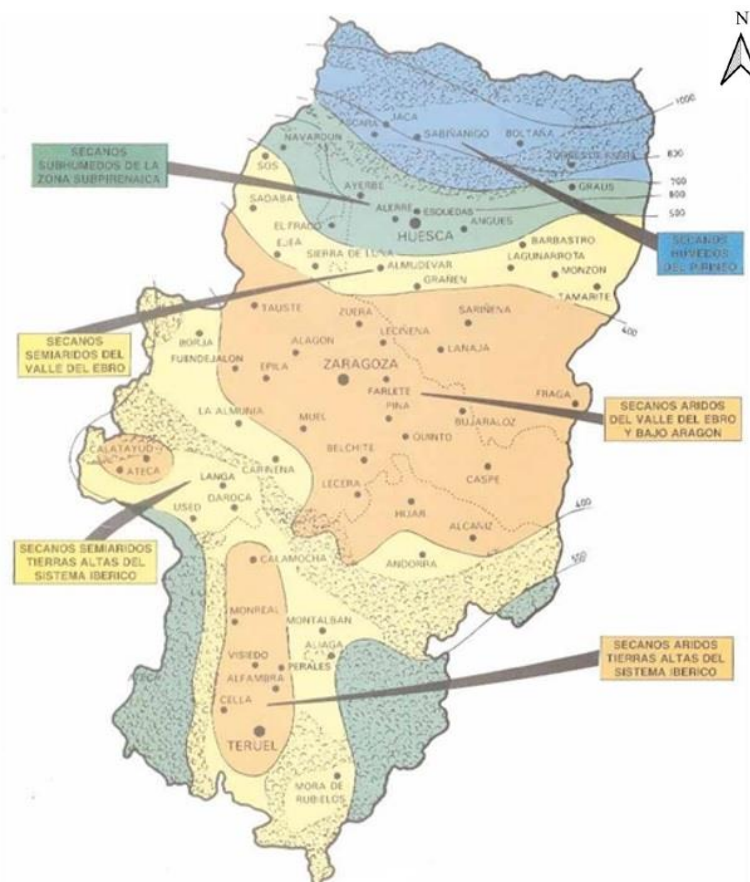 N
1000
JACA
ASCARA
SABIÑANIGO
BOLTAÑA
NAVARDUN
SECANOS
SUBHUMEDOS DE LA
ZONA SUBPIRENAICA
SOS
800
700
GRAUS
600
AYERBE
SADABA
ALERRE
ESQUEDAS
500
ANGUES
EL FRAGO
HUESCA
EJEA
BARBASTRO
SECANOS
HUMEDOS
DEL PIRINEO
SIERRA DE LUNA
ALMUDEVAR
LAGUNARROTA
MONZON
GRAÑEN
TAMARITE
TAUSTE
ZUERA
SARIÑENA
400
SECANOS
SEMIARIDOS DEL
VALLE DEL EBRO
BORJA
LECIÑENA
ALAGON
LANAJA
FUENDEJALON
EPILA
ZARAGOZA
FARLETE
FRAGA
SECANOS ARIDOS
DEL VALLE DEL EBRO
Y BAJO ARAGON
LA ALMUNIA
PINA
BUJARALOZ
MUEL
QUINTO
CALATAYUD
BELCHITE
ATECA
CARIÑENA
LANGA
CASPE
DAROCA
LECERA
USED
HIJAR
400
ALCAÑIZ
SECANOS SEMIARIDOS
TIERRAS ALTAS DEL
SISTEMA IBERICO
CALAMOCHA
ANDORRA
500
MONREAL
MONTALBAN
SECANOS ARIDOS
TIERRAS ALTAS DEL
SISTEMA IBERICO
ALIAGA
VISIEDO
PERALES
ALFAMBRA
CELLA
TERUEL
MORA DE
RUBIELOS